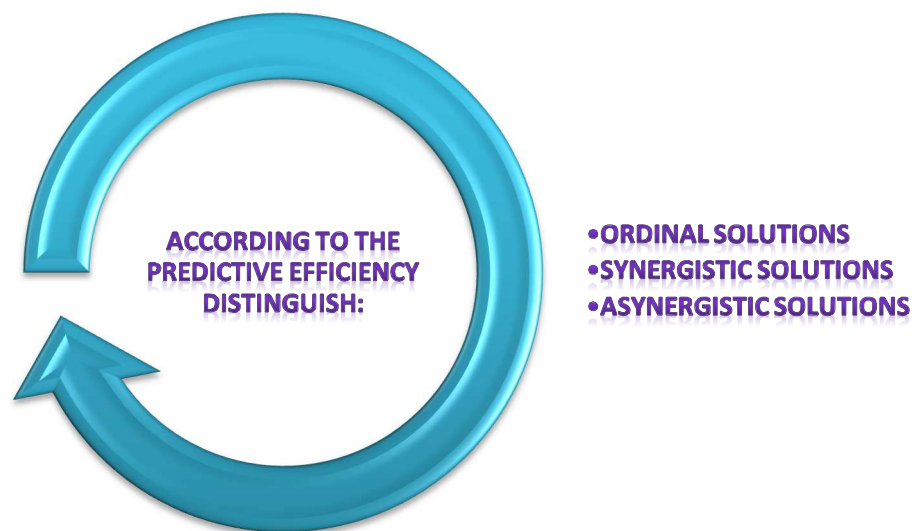 ACCORDING TO THE
PREDICTIVE EFFICIENCY
DISTINGUISH:
•ORDINAL SOLUTIONS
•SYNERGISTIC SOLUTIONS
•ASYNERGISTIC SOLUTIONS